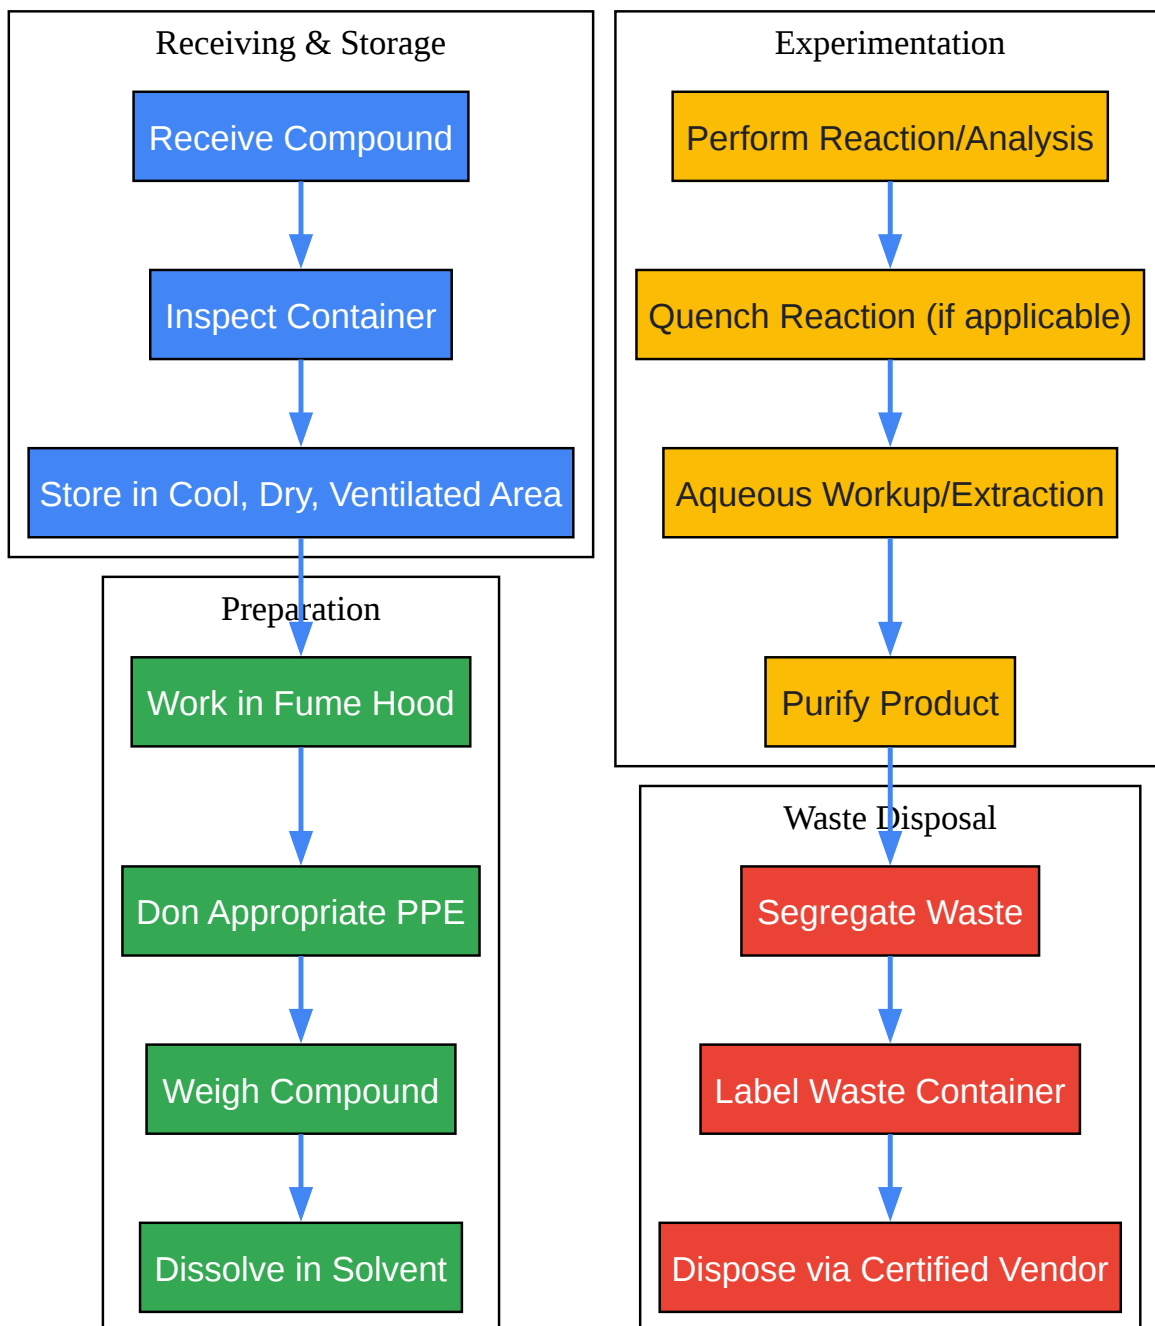 Receiving & Storage
Receive Compound
Inspect Container
Store in Cool, Dry, Ventilated Area
Preparation
Work in Fume Hood
Don Appropriate PPE
Weigh Compound
Dissolve in Solvent
Experimentation
Perform Reaction/Analysis
Quench Reaction (if applicable)
Aqueous Workup/Extraction
Purify Product
Waste Disposal
Segregate Waste
Label Waste Container
Dispose via Certified Vendor